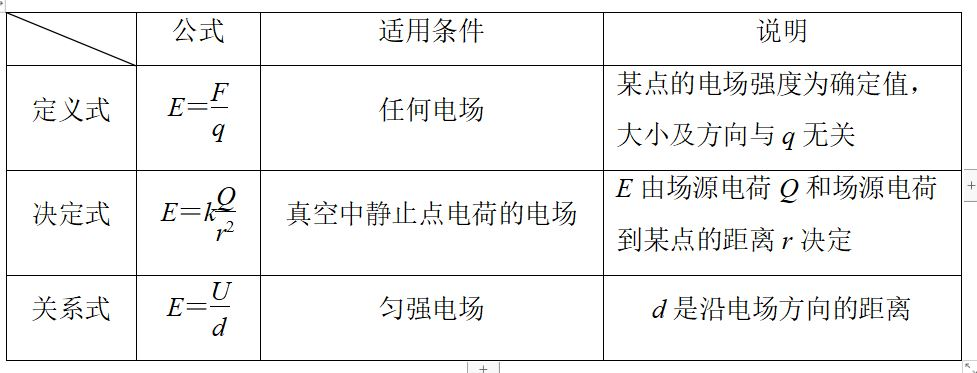 公式 适用条件 说明
定义式 E＝F/q 任何电场 某点的电场强度为确定值，
大小及方向与 q 无关
决定式 E＝kQ/r² 真空中静止点电荷的电场 E 由场源电荷 Q 和场源电荷
到某点的距离 r 决定
关系式 E＝U/d 匀强电场 d 是沿电场方向的距离